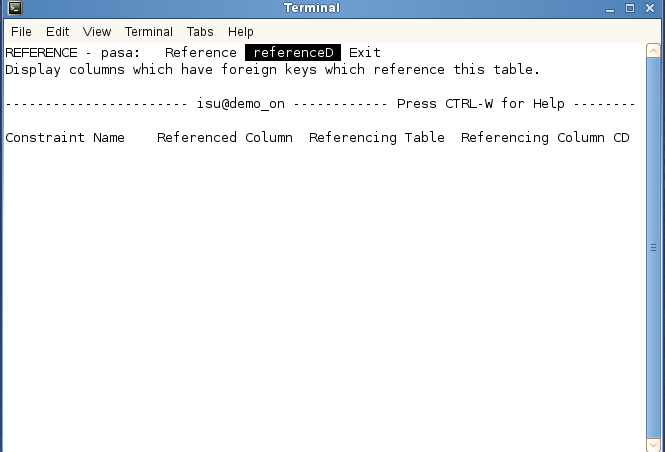 Terminal
File Edit View Terminal Tabs Help
REFERENCE - pasa:   Reference  referenceD  Exit
Display columns which have foreign keys which reference this table.
----------------------- isu@demo_on ------------ Press CTRL-W for Help --------
Constraint Name    Referenced Column  Referencing Table  Referencing Column CD